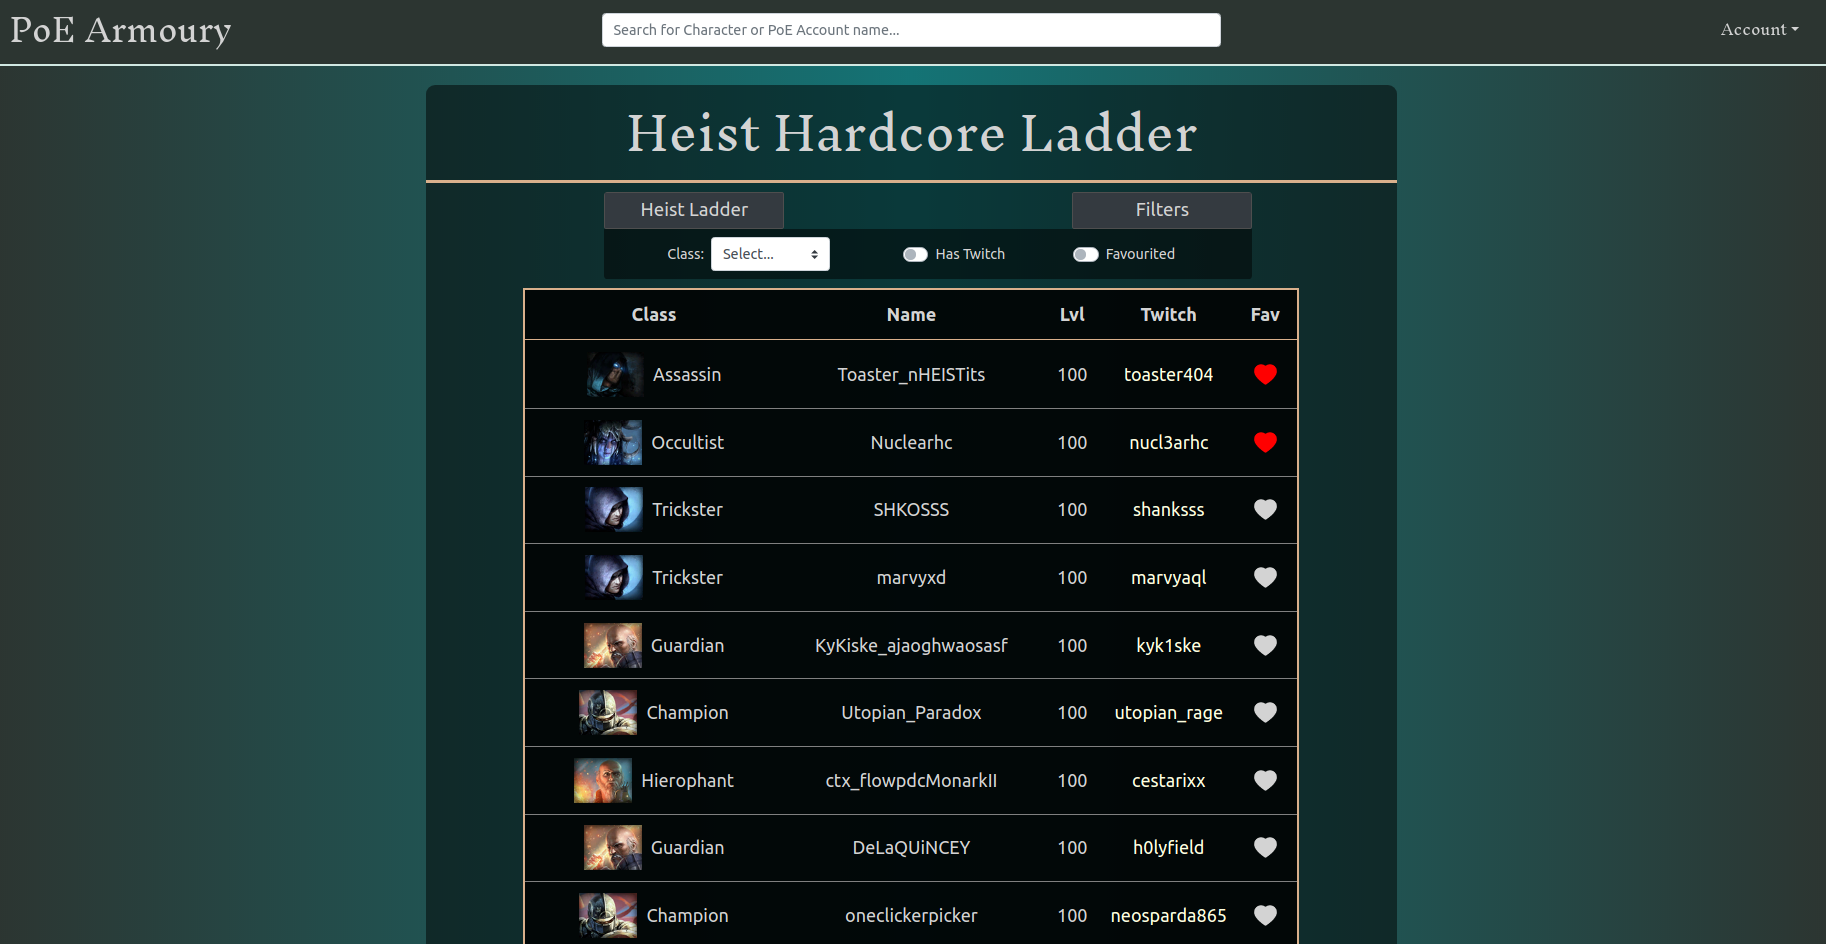 PoE Armoury
Search for Character or PoE Account name...
Account
Heist Hardcore Ladder
Heist Ladder
Filters
Class: Select... Has Twitch Favourited
Class Name Lvl Twitch Fav
Assassin Toaster_nHEISTits 100 toaster404
Occultist Nuclearhc 100 nucl3arhc
Trickster SHKOSSS 100 shanksss
Trickster marvyxd 100 marvyaql
Guardian KyKiske_ajaoghwaosasf 100 kyk1ske
Champion Utopian_Paradox 100 utopian_rage
Hierophant ctx_flowpdcMonarkII 100 cestarixx
Guardian DeLaQUiNCEY 100 h0lyfield
Champion oneclickerpicker 100 neosparda865